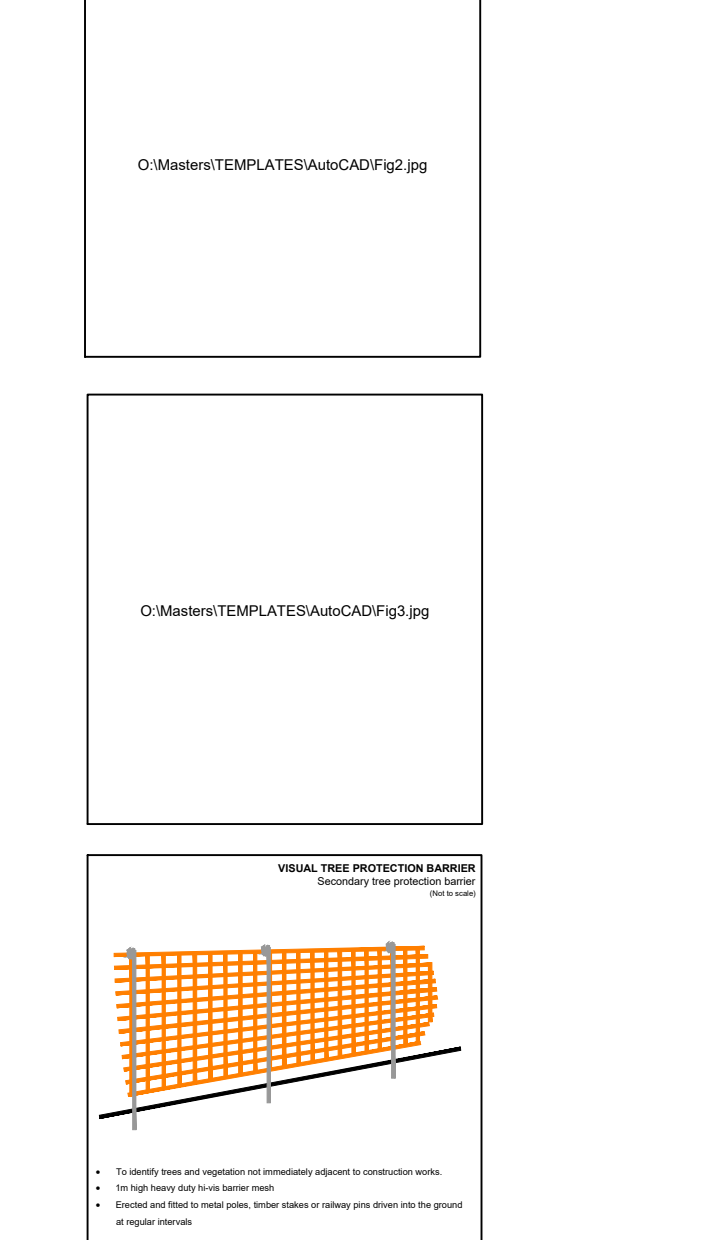 O:\Masters\TEMPLATES\AutoCAD\Fig2.jpg
O:\Masters\TEMPLATES\AutoCAD\Fig3.jpg
VISUAL TREE PROTECTION BARRIER
Secondary tree protection barrier
(Not to scale)
• To identify trees and vegetation not immediately adjacent to construction works.
• 1m high heavy duty hi-vis barrier mesh
• Erected and fitted to metal poles, timber stakes or railway pins driven into the ground
at regular intervals